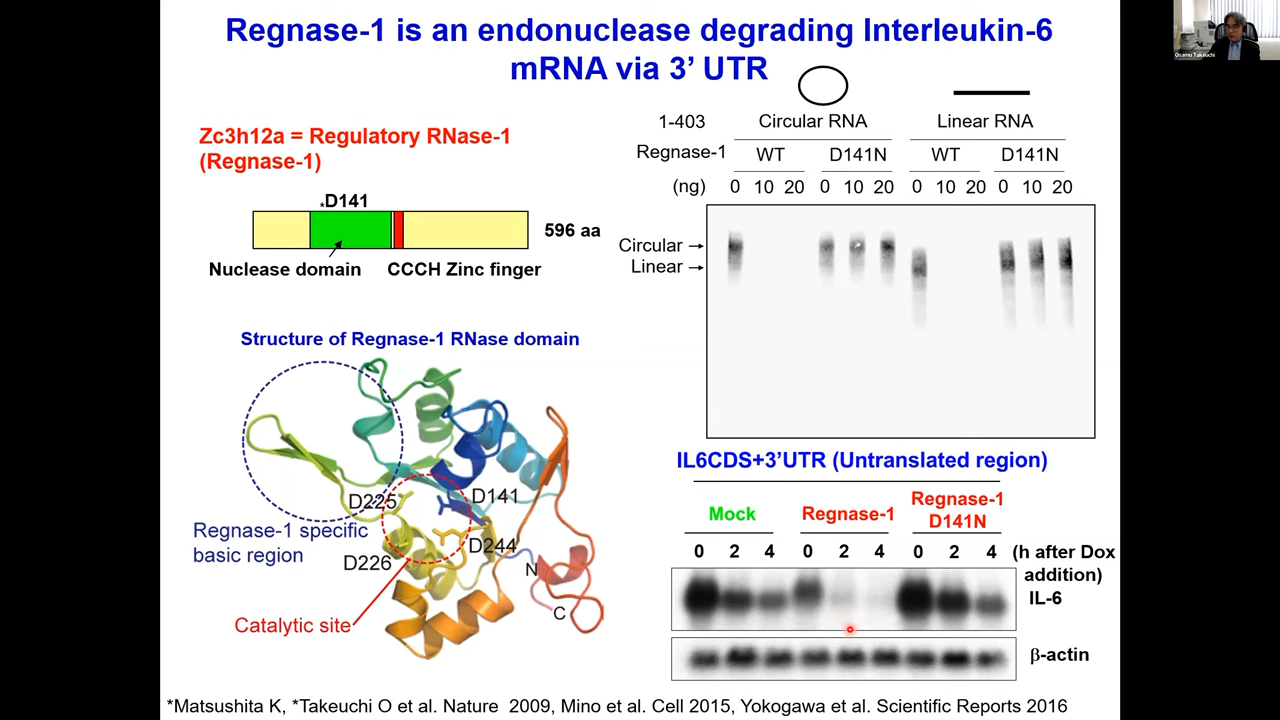 Regnase-1 is an endonuclease degrading Interleukin-6
mRNA via 3’ UTR
Osamu Takeuchi
Zc3h12a = Regulatory RNase-1
(Regnase-1)
*D141
596 aa
Nuclease domain
CCCH Zinc finger
Structure of Regnase-1 RNase domain
D225
D141
Regnase-1 specific
basic region
D244
D226
N
C
Catalytic site
1-403 Circular RNA Linear RNA
Regnase-1 WT D141N WT D141N
(ng) 0 10 20 0 10 20 0 10 20 0 10 20
Circular →
Linear →
IL6CDS+3’UTR (Untranslated region)
Mock Regnase-1 Regnase-1
D141N
0 2 4 0 2 4 0 2 4 (h after Dox
addition)
IL-6
β-actin
*Matsushita K, *Takeuchi O et al. Nature 2009, Mino et al. Cell 2015, Yokogawa et al. Scientific Reports 2016